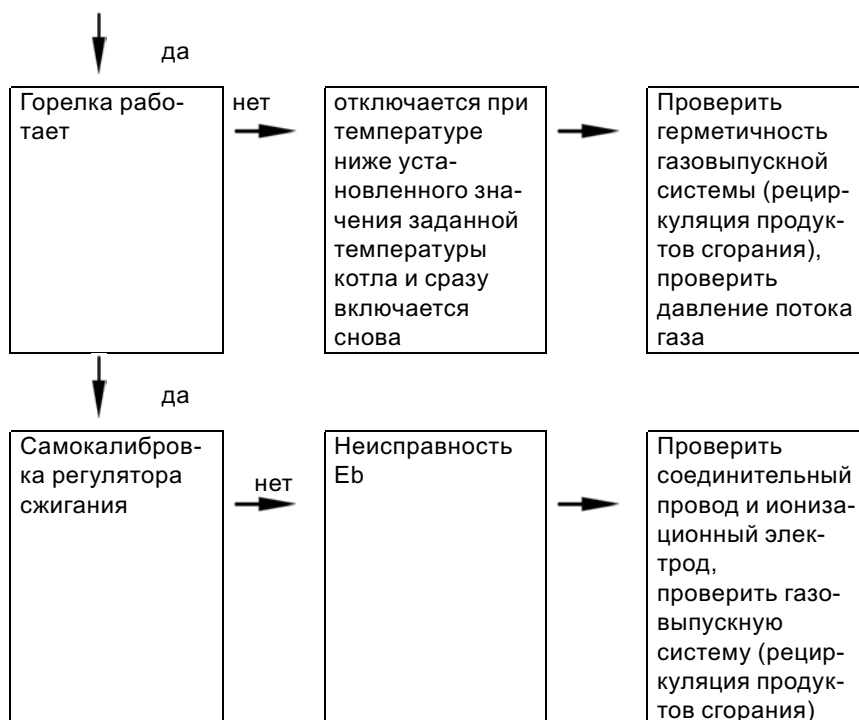 да
Горелка рабо-
тает
нет
отключается при
температуре
ниже уста-
новленного зна-
чения заданной
температуры
котла и сразу
включается
снова
Проверить
герметичность
газовыпускной
системы (рецир-
куляция продук-
тов сгорания),
проверить
давление потока
газа
да
Самокалибров-
ка регулятора
сжигания
нет
Неисправность
Eb
Проверить
соединительный
провод и иониза-
ционный элек-
трод,
проверить газо-
выпускную
систему (рецир-
куляция продук-
тов сгорания)